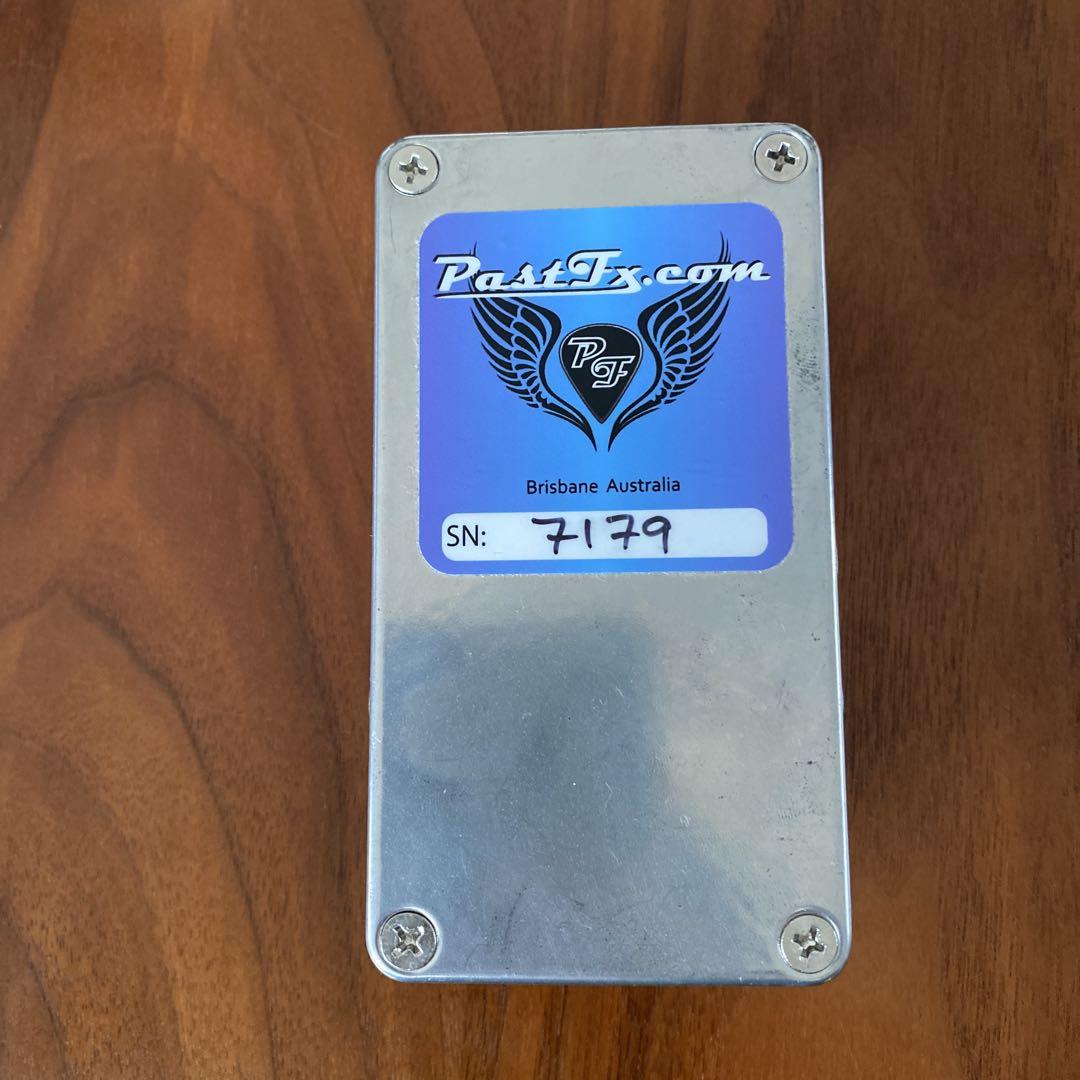 PastFx.com
PF
Brisbane Australia
SN: 7179